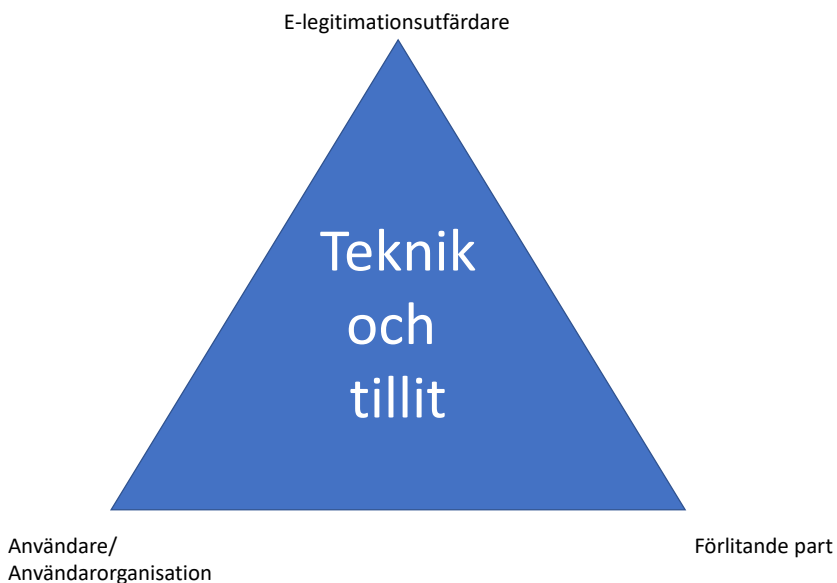 E-legitimationsutfärdare
Teknik
och
tillit
Användare/
Användarorganisation
Förlitande part